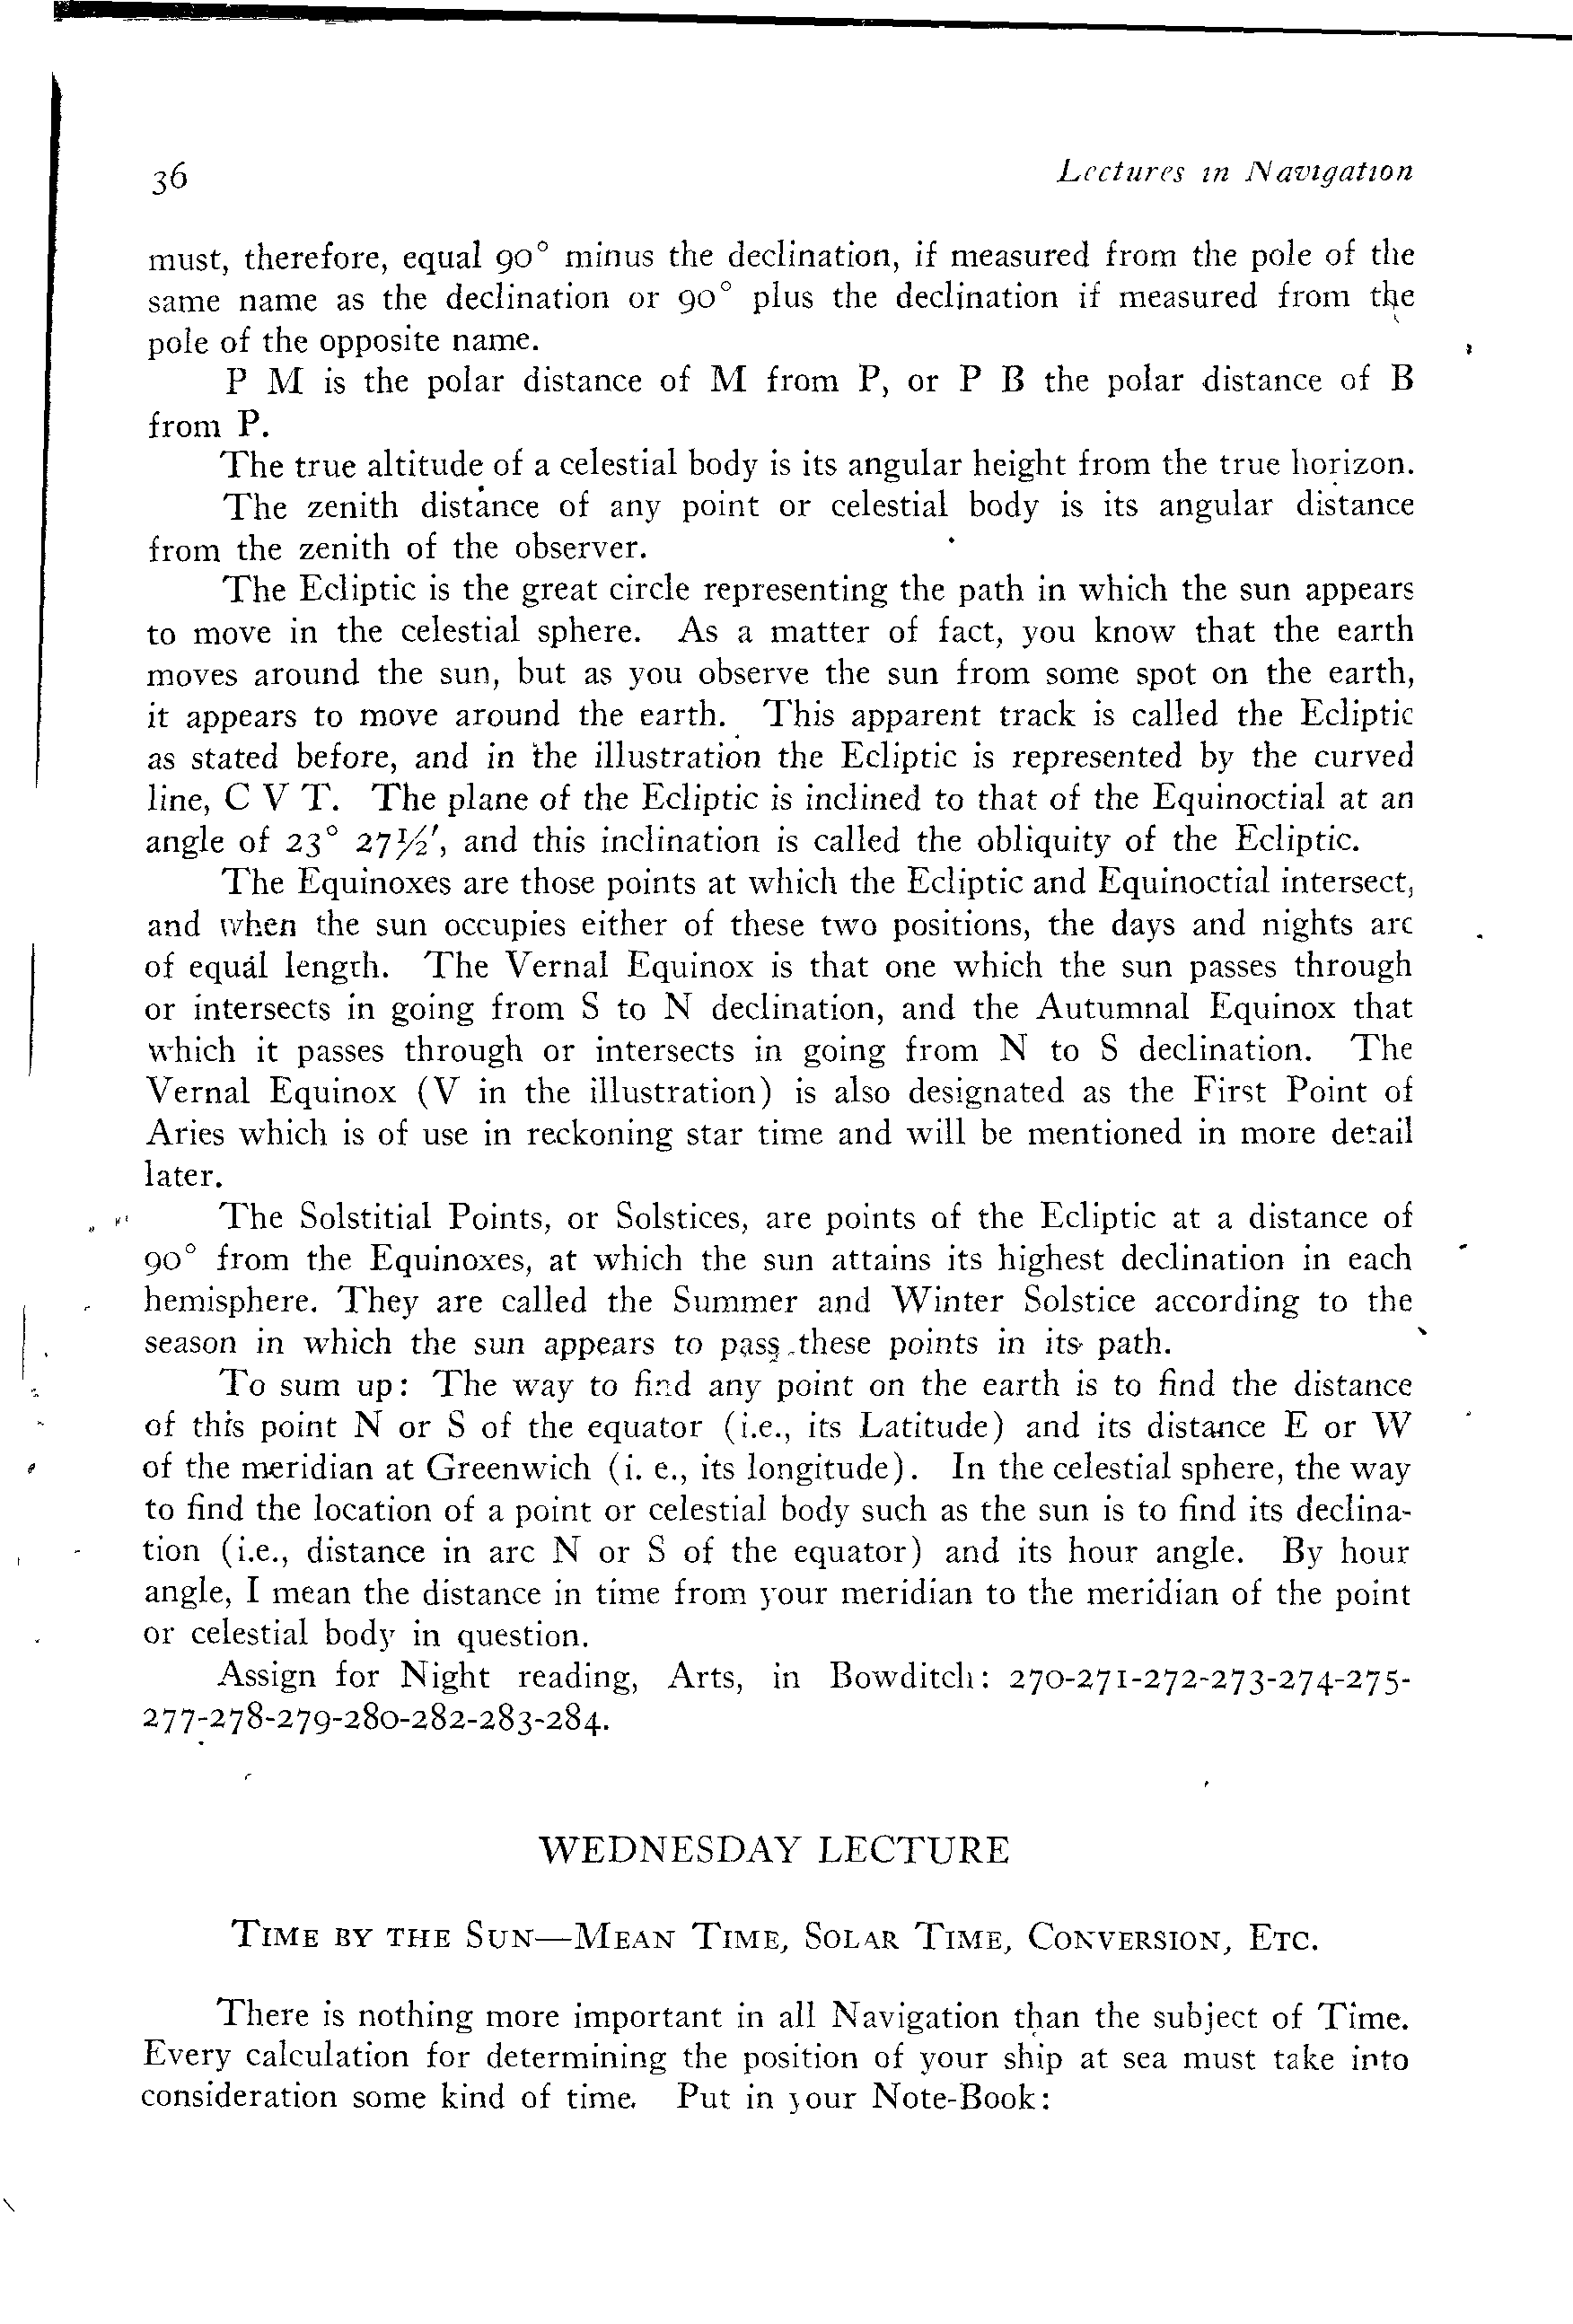 36 Lectures in Navigation
must, therefore, equal 90° minus the declination, if measured from the pole of the
same name as the declination or 90° plus the declination if measured from the
pole of the opposite name.
P M is the polar distance of M from P, or P B the polar distance of B
from P.
The true altitude of a celestial body is its angular height from the true horizon.
The zenith distance of any point or celestial body is its angular distance
from the zenith of the observer.
The Ecliptic is the great circle representing the path in which the sun appears
to move in the celestial sphere. As a matter of fact, you know that the earth
moves around the sun, but as you observe the sun from some spot on the earth,
it appears to move around the earth. This apparent track is called the Ecliptic
as stated before, and in the illustration the Ecliptic is represented by the curved
line, C V T. The plane of the Ecliptic is inclined to that of the Equinoctial at an
angle of 23° 27½', and this inclination is called the obliquity of the Ecliptic.
The Equinoxes are those points at which the Ecliptic and Equinoctial intersect,
and when the sun occupies either of these two positions, the days and nights are
of equal length. The Vernal Equinox is that one which the sun passes through
or intersects in going from S to N declination, and the Autumnal Equinox that
which it passes through or intersects in going from N to S declination. The
Vernal Equinox (V in the illustration) is also designated as the First Point of
Aries which is of use in reckoning star time and will be mentioned in more detail
later.
The Solstitial Points, or Solstices, are points of the Ecliptic at a distance of
90° from the Equinoxes, at which the sun attains its highest declination in each
hemisphere. They are called the Summer and Winter Solstice according to the
season in which the sun appears to pass these points in its path.
To sum up: The way to find any point on the earth is to find the distance
of this point N or S of the equator (i.e., its Latitude) and its distance E or W
of the meridian at Greenwich (i. e., its longitude). In the celestial sphere, the way
to find the location of a point or celestial body such as the sun is to find its declina-
tion (i.e., distance in arc N or S of the equator) and its hour angle. By hour
angle, I mean the distance in time from your meridian to the meridian of the point
or celestial body in question.
Assign for Night reading, Arts, in Bowditch: 270-271-272-273-274-275-
277-278-279-280-282-283-284.
WEDNESDAY LECTURE
TIME BY THE SUN—MEAN TIME, SOLAR TIME, CONVERSION, ETC.
There is nothing more important in all Navigation than the subject of Time.
Every calculation for determining the position of your ship at sea must take into
consideration some kind of time. Put in your Note-Book: